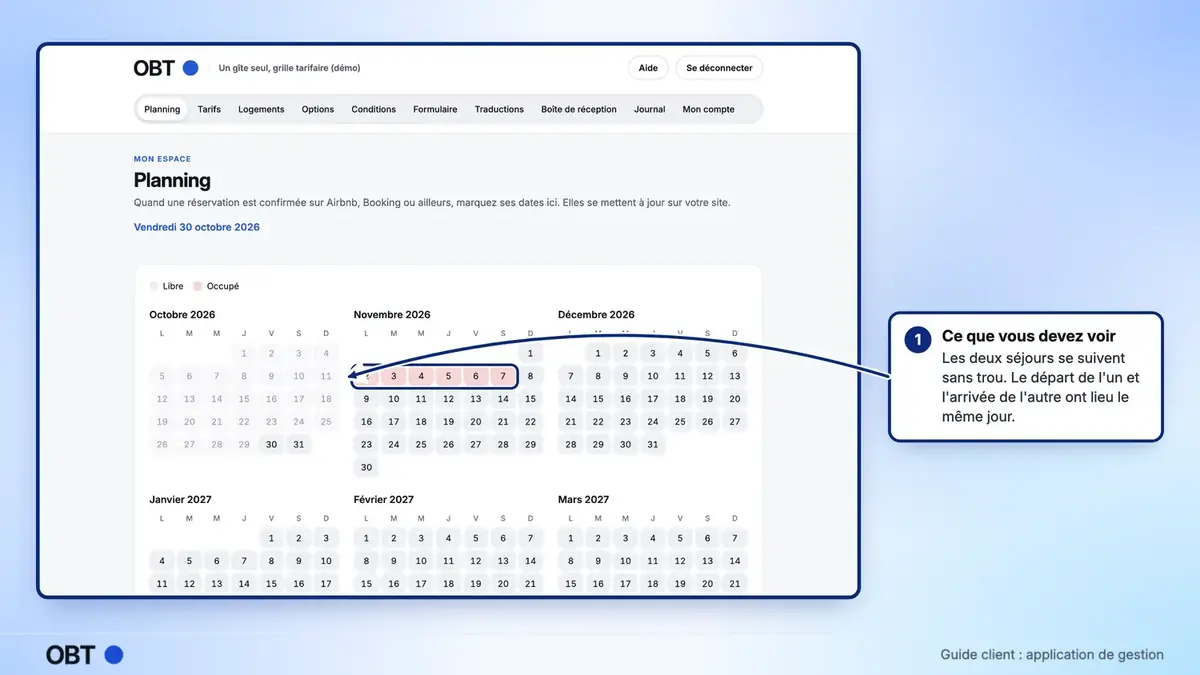 OBT
Un gîte seul, grille tarifaire (démo)
Aide
Se déconnecter
Planning Tarifs Logements Options Conditions Formulaire Traductions Boîte de réception Journal Mon compte
MON ESPACE
Planning
Quand une réservation est confirmée sur Airbnb, Booking ou ailleurs, marquez ses dates ici. Elles se mettent à jour sur votre site.
Vendredi 30 octobre 2026
Libre Occupé
Octobre 2026
L M M J V S D
1 2 3 4
5 6 7 8 9 10 11
12 13 14 15 16 17 18
19 20 21 22 23 24 25
26 27 28 29 30 31
Novembre 2026
L M M J V S D
1
3 4 5 6 7 8
9 10 11 12 13 14 15
16 17 18 19 20 21 22
23 24 25 26 27 28 29
30
Décembre 2026
L M M J V S D
1 2 3 4 5 6
7 8 9 10 11 12 13
14 15 16 17 18 19 20
21 22 23 24 25 26 27
28 29 30 31
Janvier 2027
L M M J V S D
1 2 3
4 5 6 7 8 9 10
11 12 13 14 15 16 17
Février 2027
L M M J V S D
1 2 3 4 5 6 7
8 9 10 11 12 13 14
15 16 17 18 19 20 21
Mars 2027
L M M J V S D
1 2 3 4 5 6 7
8 9 10 11 12 13 14
15 16 17 18 19 20 21
1
Ce que vous devez voir
Les deux séjours se suivent
sans trou. Le départ de l'un et
l'arrivée de l'autre ont lieu le
même jour.
OBT
Guide client : application de gestion